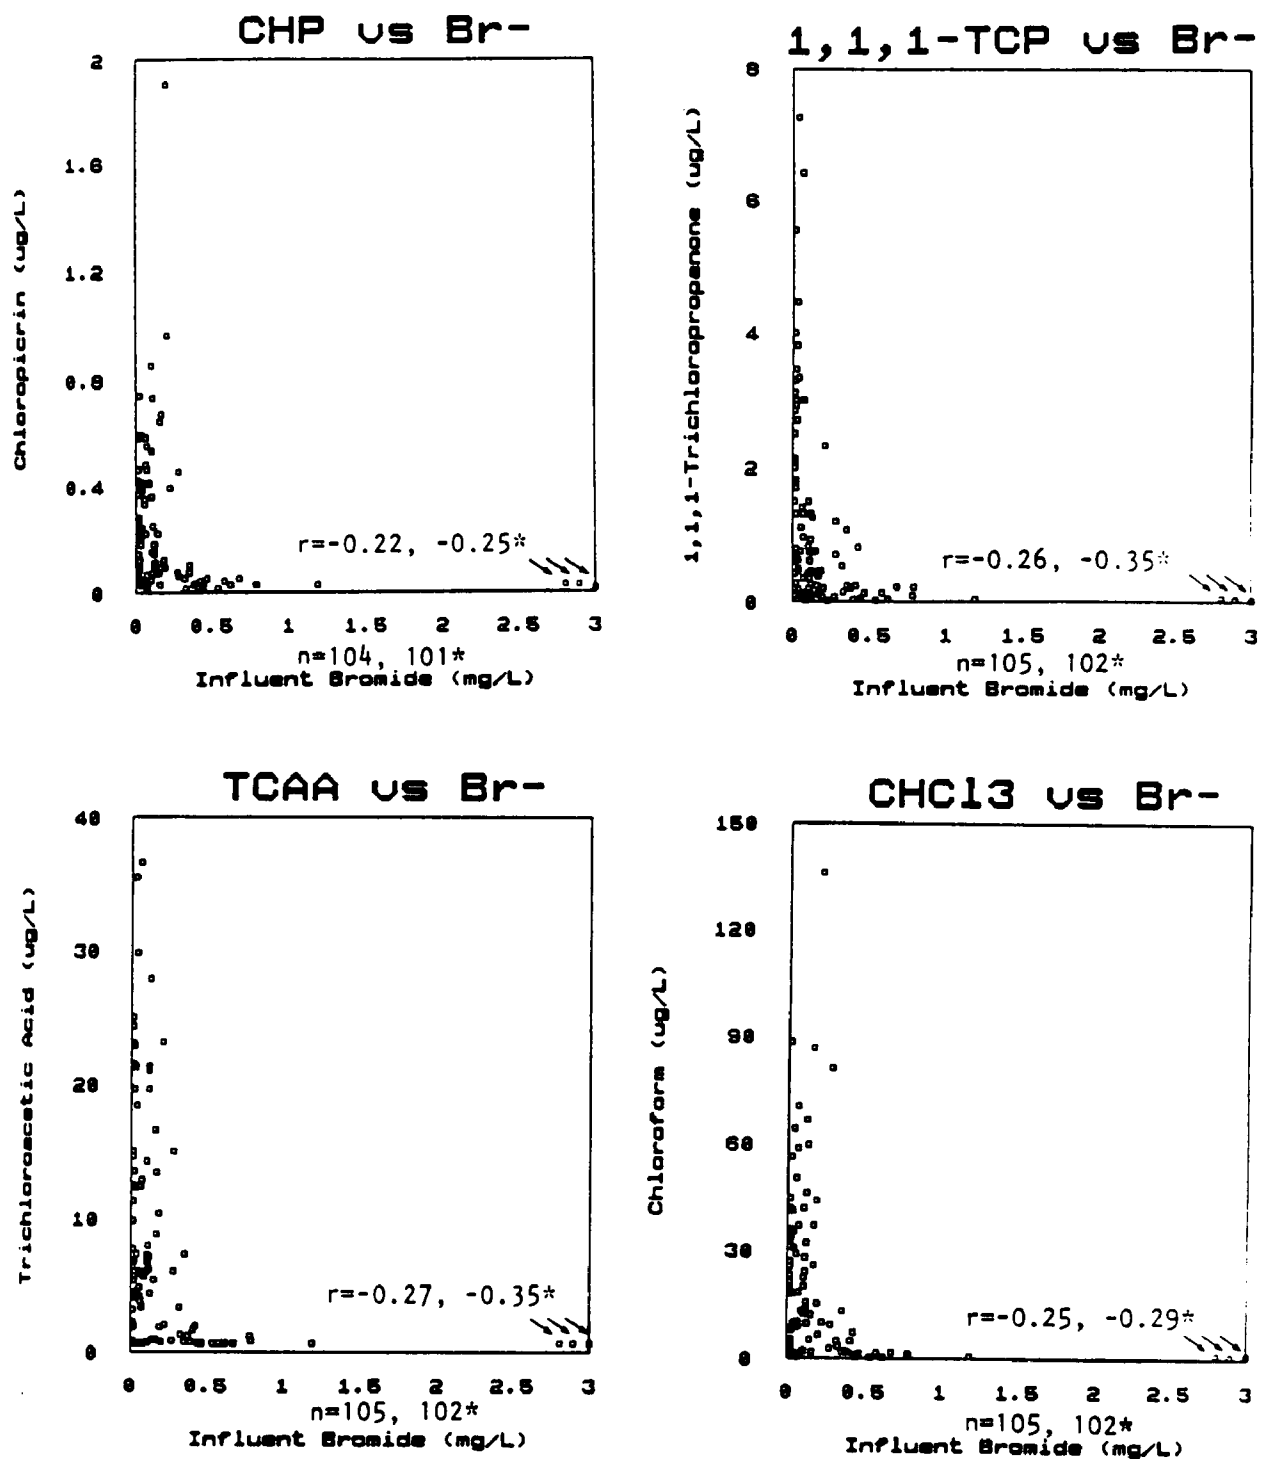 CHP vs Br-
2
1.6
1.2
0.8
0.4
0
Chloropicrin (ug/L)
r=-0.22, -0.25*
0 0.5 1 1.5 2 2.5 3
n=104, 101*
Influent Bromide (mg/L)
1,1,1-TCP vs Br-
8
6
4
2
0
1,1,1-Trichloropropanone (ug/L)
r=-0.26, -0.35*
0 0.5 1 1.5 2 2.5 3
n=105, 102*
Influent Bromide (mg/L)
TCAA vs Br-
40
30
20
10
0
Trichloroacetic Acid (ug/L)
r=-0.27, -0.35*
0 0.5 1 1.5 2 2.5 3
n=105, 102*
Influent Bromide (mg/L)
CHCl3 vs Br-
150
120
90
60
30
0
Chloroform (ug/L)
r=-0.25, -0.29*
0 0.5 1 1.5 2 2.5 3
n=105, 102*
Influent Bromide (mg/L)